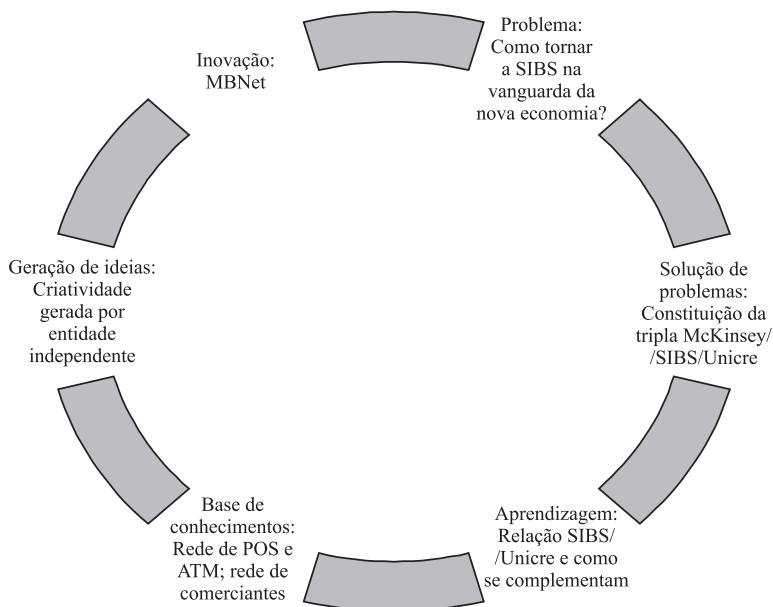 Problema:
Como tornar
a SIBS na
vanguarda da
nova economia?
Solução de
problemas:
Constituição da
tripla McKinsey/
/SIBS/Unicre
Aprendizagem:
Relação SIBS/
/Unicre e como
se complementam
Base de
conhecimentos:
Rede de POS e
ATM; rede de
comerciantes
Geração de ideias:
Criatividade
gerada por
entidade
independente
Inovação:
MBNet